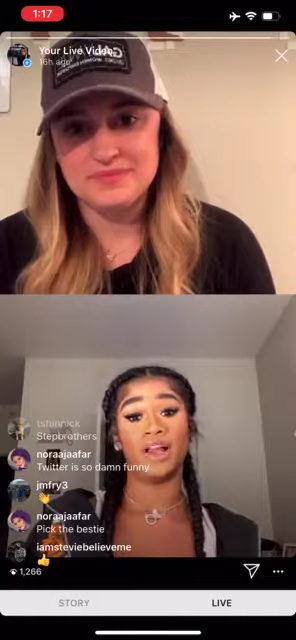 1:17
Your Live Video
16h ago
tshinnick
Stepbrothers
noraajaafar
Twitter is so damn funny
jmfry3
👏
noraajaafar
Pick the bestie
iamsteviebelieveme
👍
1,266
STORY
LIVE